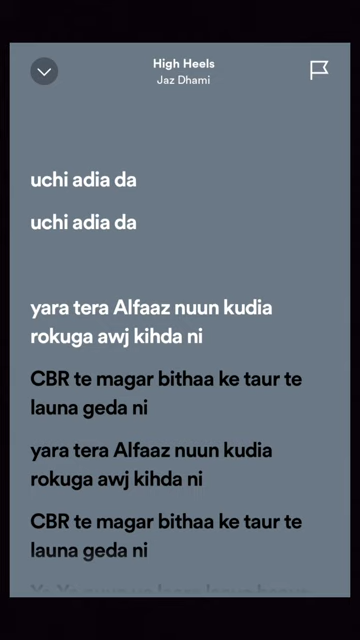 High Heels
Jaz Dhami
uchi adia da
uchi adia da
yara tera Alfaaz nuun kudia
rokuga awj kihda ni
CBR te magar bithaa ke taur te
launa geda ni
yara tera Alfaaz nuun kudia
rokuga awj kihda ni
CBR te magar bithaa ke taur te
launa geda ni